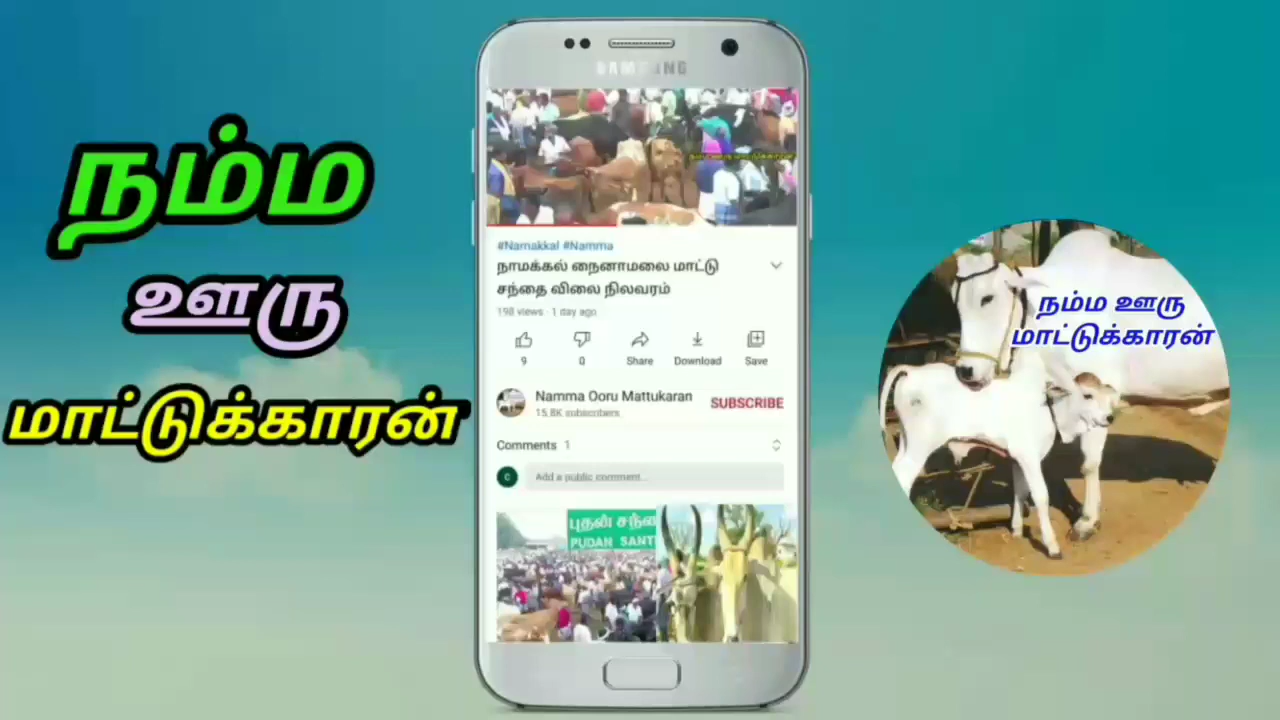 நம்ம
ஊரு
மாட்டுக்காரன்
SAMSUNG
#Namakkal #Namma
நாமக்கல் நைனாமலை மாட்டு
சந்தை விலை நிலவரம்
198 views · 1 day ago
9
0
Share
Download
Save
Namma Ooru Mattukaran
15.8K subscribers
SUBSCRIBE
Comments 1
C
Add a public comment...
புதன் சந்தை
PUDAN SANT
நம்ம ஊரு
மாட்டுக்காரன்